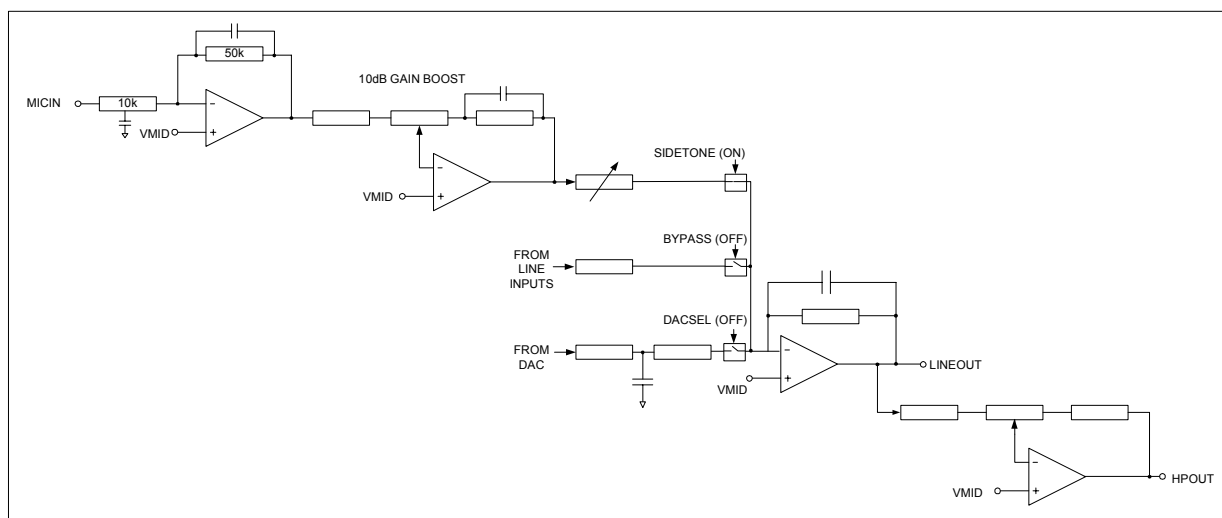 50k
10dB GAIN BOOST
MICIN
10k
VMID
SIDETONE (ON)
VMID
BYPASS (OFF)
FROM
LINE
INPUTS
DACSEL (OFF)
FROM
DAC
LINEOUT
VMID
HPOUT
VMID